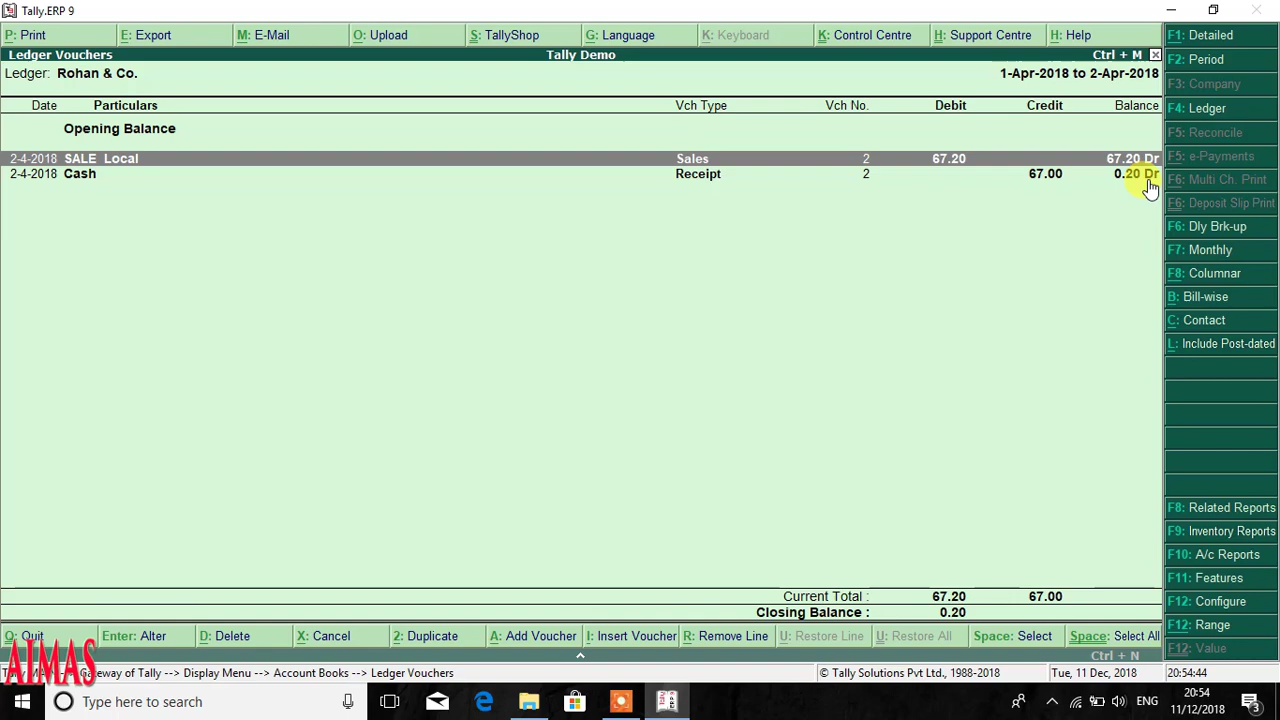 Tally.ERP 9
P: Print E: Export M: E-Mail O: Upload S: TallyShop G: Language K: Keyboard K: Control Centre H: Support Centre H: Help
Ledger Vouchers Tally Demo Ctrl + M
Ledger: Rohan & Co. 1-Apr-2018 to 2-Apr-2018
Date Particulars Vch Type Vch No. Debit Credit Balance
Opening Balance
2-4-2018 SALE Local Sales 2 67.20 67.20 Dr
2-4-2018 Cash Receipt 2 67.00 0.20 Dr
Current Total : 67.20 67.00
Closing Balance : 0.20
F1: Detailed
F2: Period
F3: Company
F4: Ledger
F5: Reconcile
F5: e-Payments
F6: Multi Ch. Print
F6: Deposit Slip Print
F6: Dly Brk-up
F7: Monthly
F8: Columnar
B: Bill-wise
C: Contact
L: Include Post-dated
F8: Related Reports
F9: Inventory Reports
F10: A/c Reports
F11: Features
F12: Configure
F12: Range
F12: Value
Q: Quit Enter: Alter D: Delete X: Cancel 2: Duplicate A: Add Voucher I: Insert Voucher R: Remove Line U: Restore Line U: Restore All Space: Select Space: Select All
Ctrl + N
AIMAS
Gateway of Tally --> Display Menu --> Account Books --> Ledger Vouchers © Tally Solutions Pvt Ltd., 1988-2018 Tue, 11 Dec, 2018 20:54:44
Type here to search ENG 20:54
11/12/2018 3